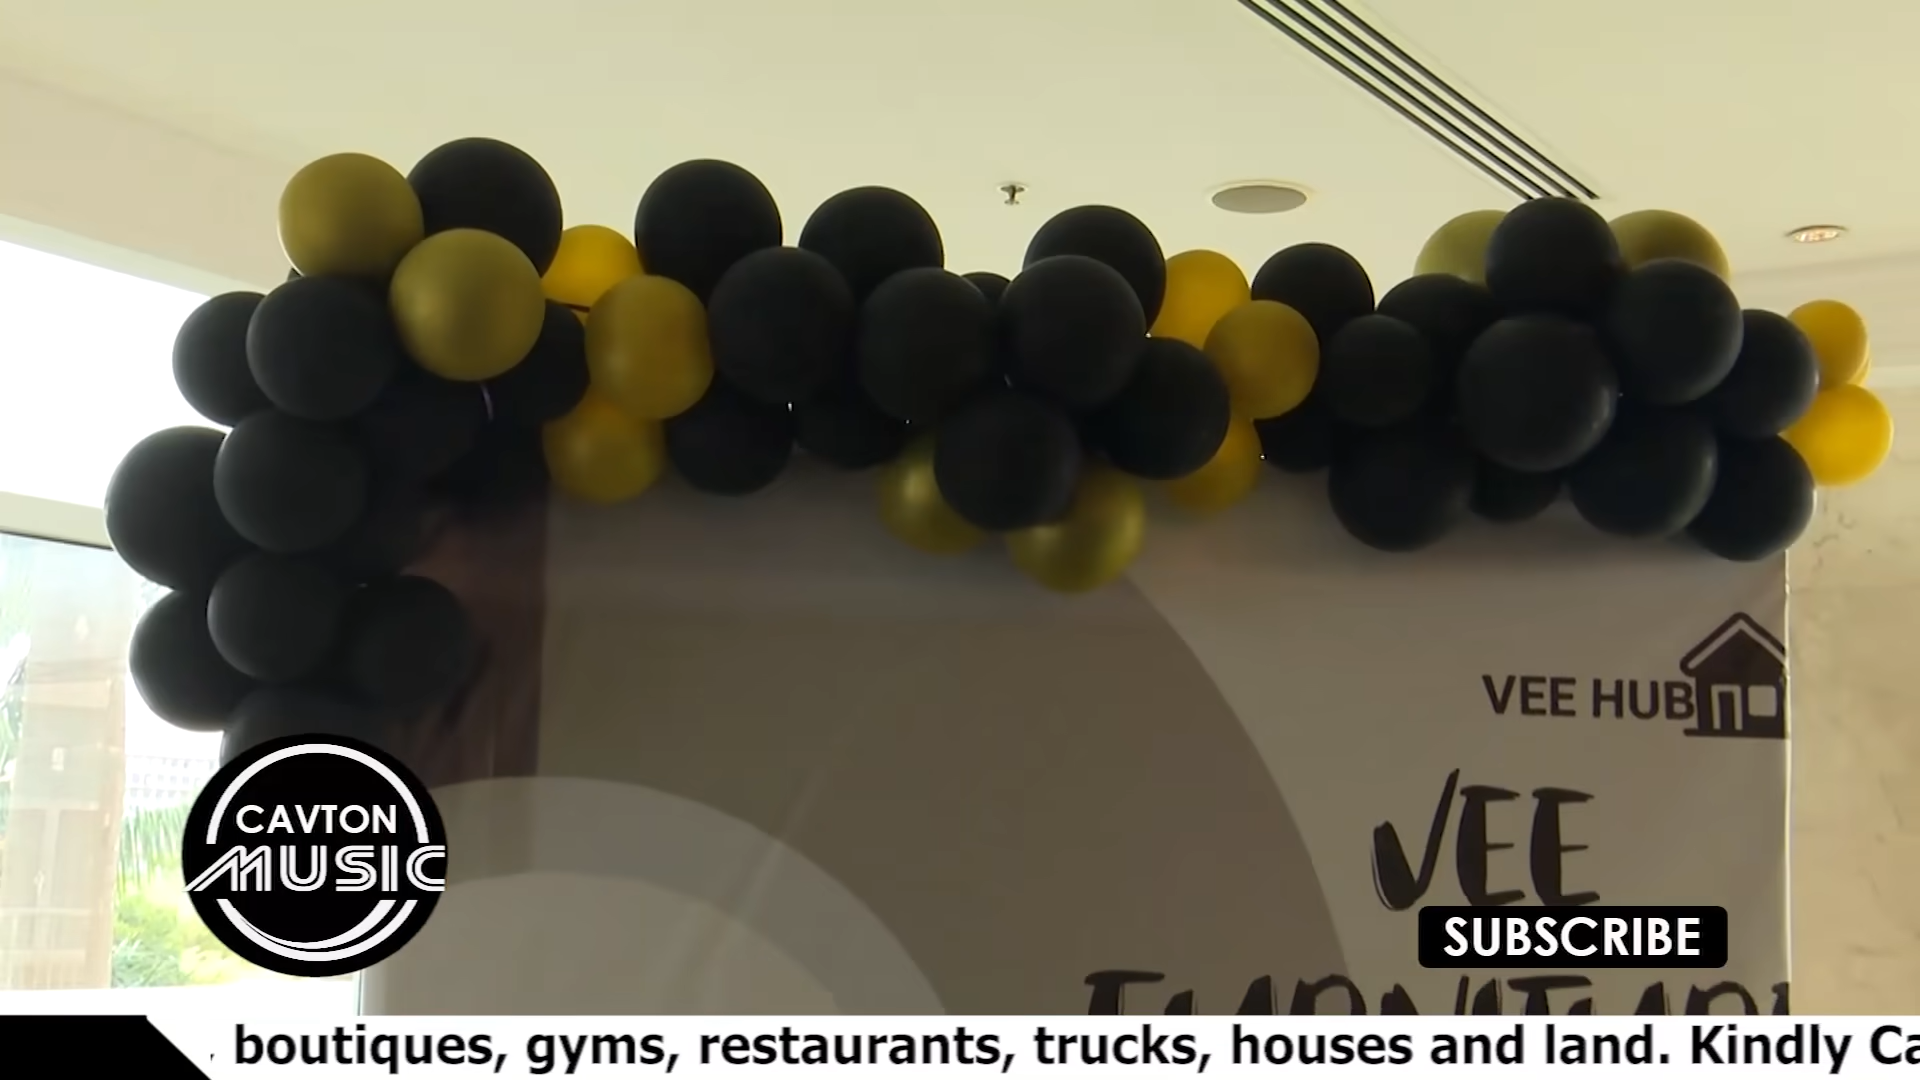 VEE HUB
VEE
CAVTON
MUSIC
SUBSCRIBE
boutiques, gyms, restaurants, trucks, houses and land. Kindly